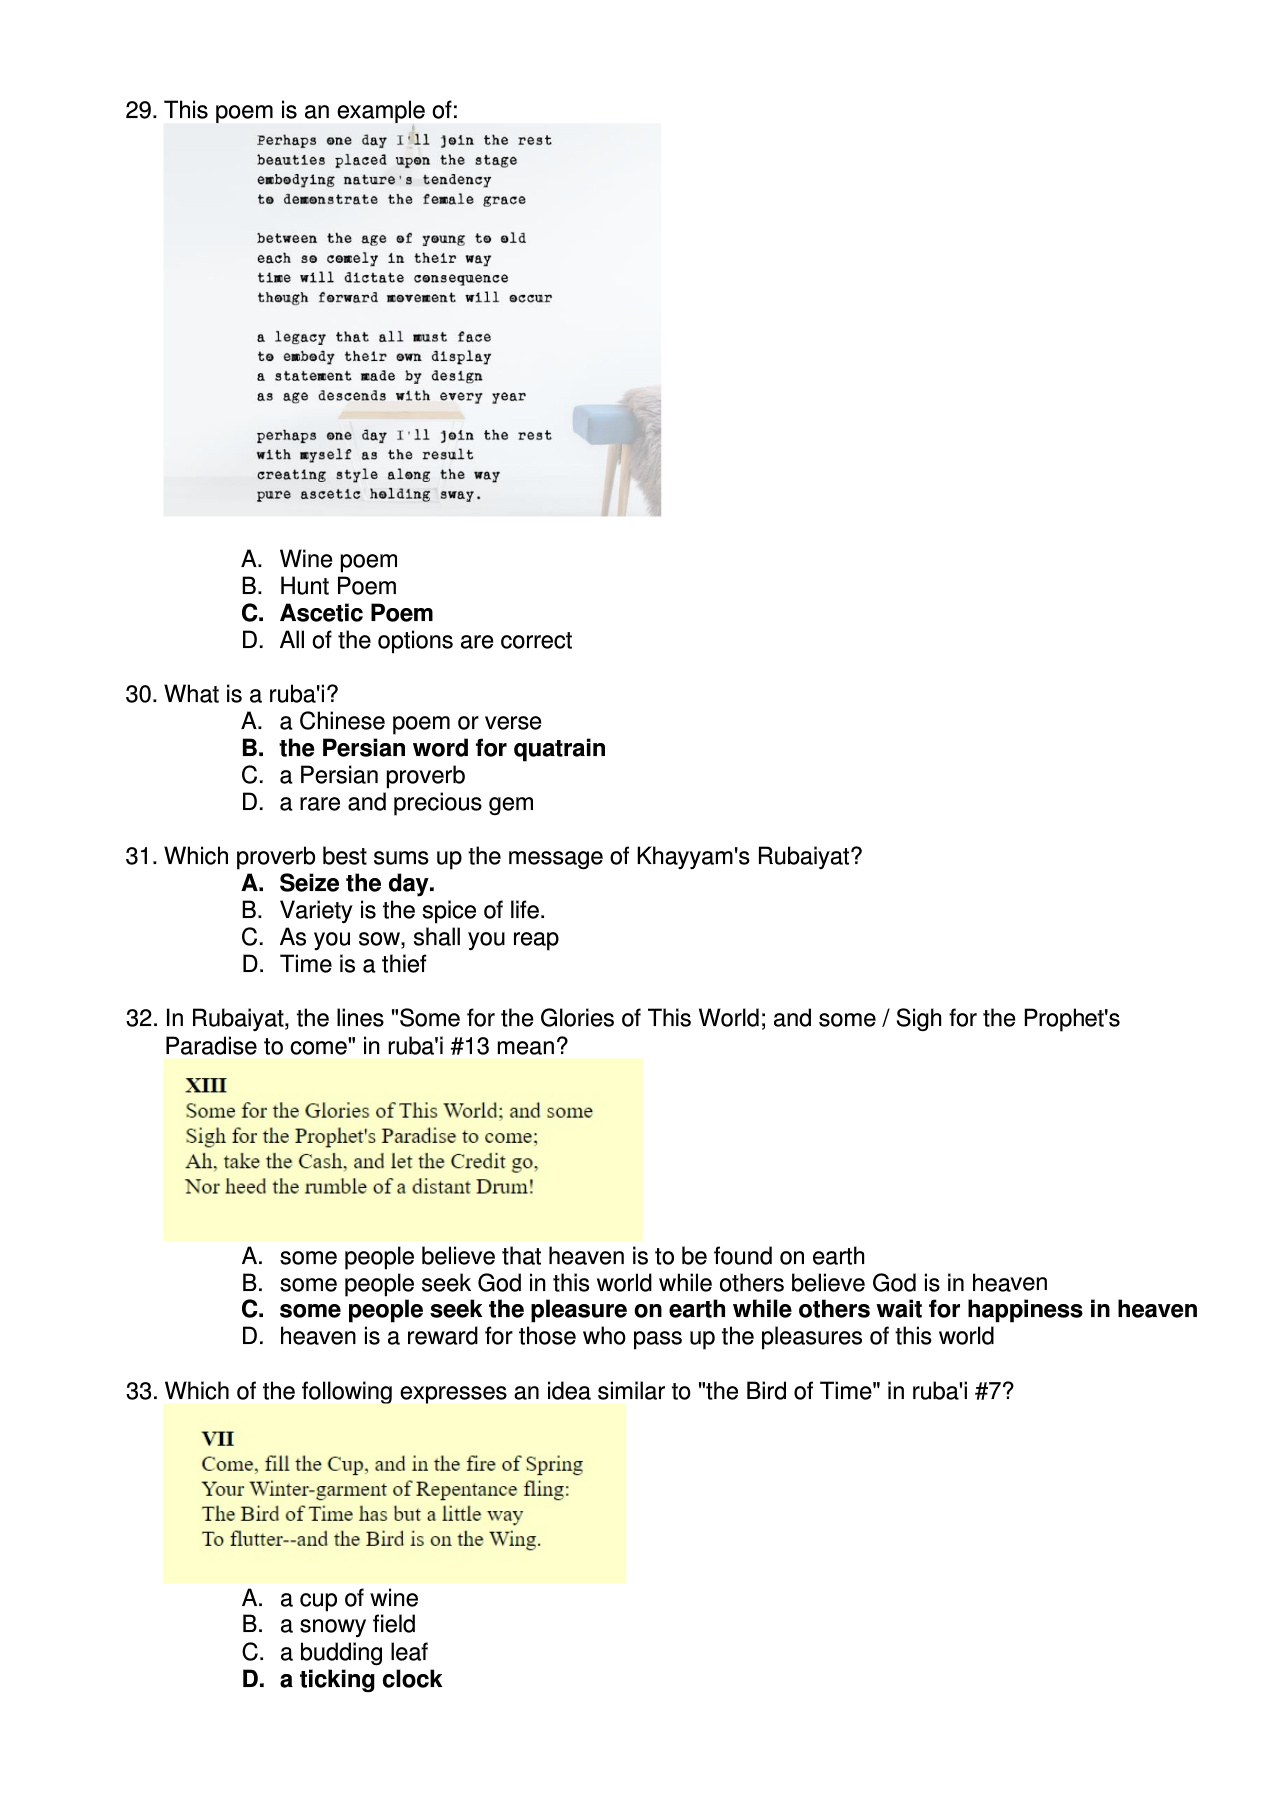 29. This poem is an example of:
Perhaps one day I'll join the rest
beauties placed upon the stage
embodying nature's tendency
to demonstrate the female grace
between the age of young to old
each so comely in their way
time will dictate consequence
though forward movement will occur
a legacy that all must face
to embody their own display
a statement made by design
as age descends with every year
perhaps one day I'll join the rest
with myself as the result
creating style along the way
pure ascetic holding sway.
A. Wine poem
B. Hunt Poem
C. Ascetic Poem
D. All of the options are correct
30. What is a ruba'i?
A. a Chinese poem or verse
B. the Persian word for quatrain
C. a Persian proverb
D. a rare and precious gem
31. Which proverb best sums up the message of Khayyam's Rubaiyat?
A. Seize the day.
B. Variety is the spice of life.
C. As you sow, shall you reap
D. Time is a thief
32. In Rubaiyat, the lines "Some for the Glories of This World; and some / Sigh for the Prophet's
Paradise to come" in ruba'i #13 mean?
XIII
Some for the Glories of This World; and some
Sigh for the Prophet's Paradise to come;
Ah, take the Cash, and let the Credit go,
Nor heed the rumble of a distant Drum!
A. some people believe that heaven is to be found on earth
B. some people seek God in this world while others believe God is in heaven
C. some people seek the pleasure on earth while others wait for happiness in heaven
D. heaven is a reward for those who pass up the pleasures of this world
33. Which of the following expresses an idea similar to "the Bird of Time" in ruba'i #7?
VII
Come, fill the Cup, and in the fire of Spring
Your Winter-garment of Repentance fling:
The Bird of Time has but a little way
To flutter--and the Bird is on the Wing.
A. a cup of wine
B. a snowy field
C. a budding leaf
D. a ticking clock